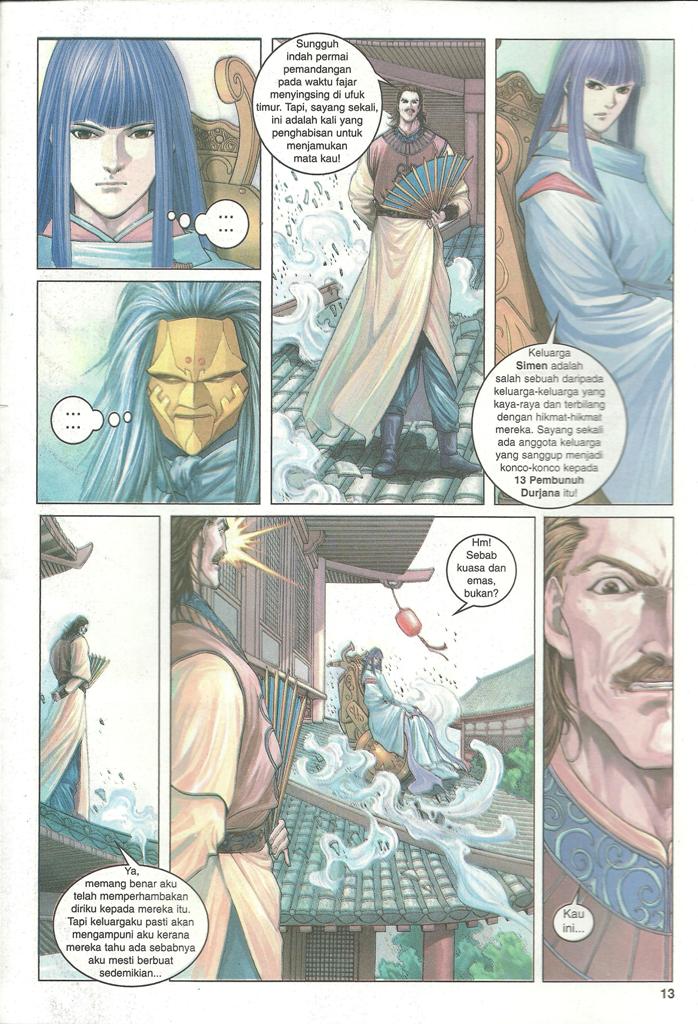 ...
...
Sungguh
indah permai
pemandangan
pada waktu fajar
menyingsing di ufuk
timur. Tapi, sayang sekali,
ini adalah kali yang
penghabisan untuk
menjamukan
mata kau!
...
...
Keluarga
Simen adalah
salah sebuah daripada
keluarga-keluarga yang
kaya-raya dan terbilang
dengan hikmat-hikmat
mereka. Sayang sekali
ada anggota keluarga
yang sanggup menjadi
konco-konco kepada
13 Pembunuh
Durjana itu!
Ya,
memang benar aku
telah memperhambakan
diriku kepada mereka itu.
Tapi keluargaku pasti akan
mengampuni aku kerana
mereka tahu ada sebabnya
aku mesti berbuat
sedemikian...
Hm!
Sebab
kuasa dan
emas,
bukan?
Kau
ini...
13